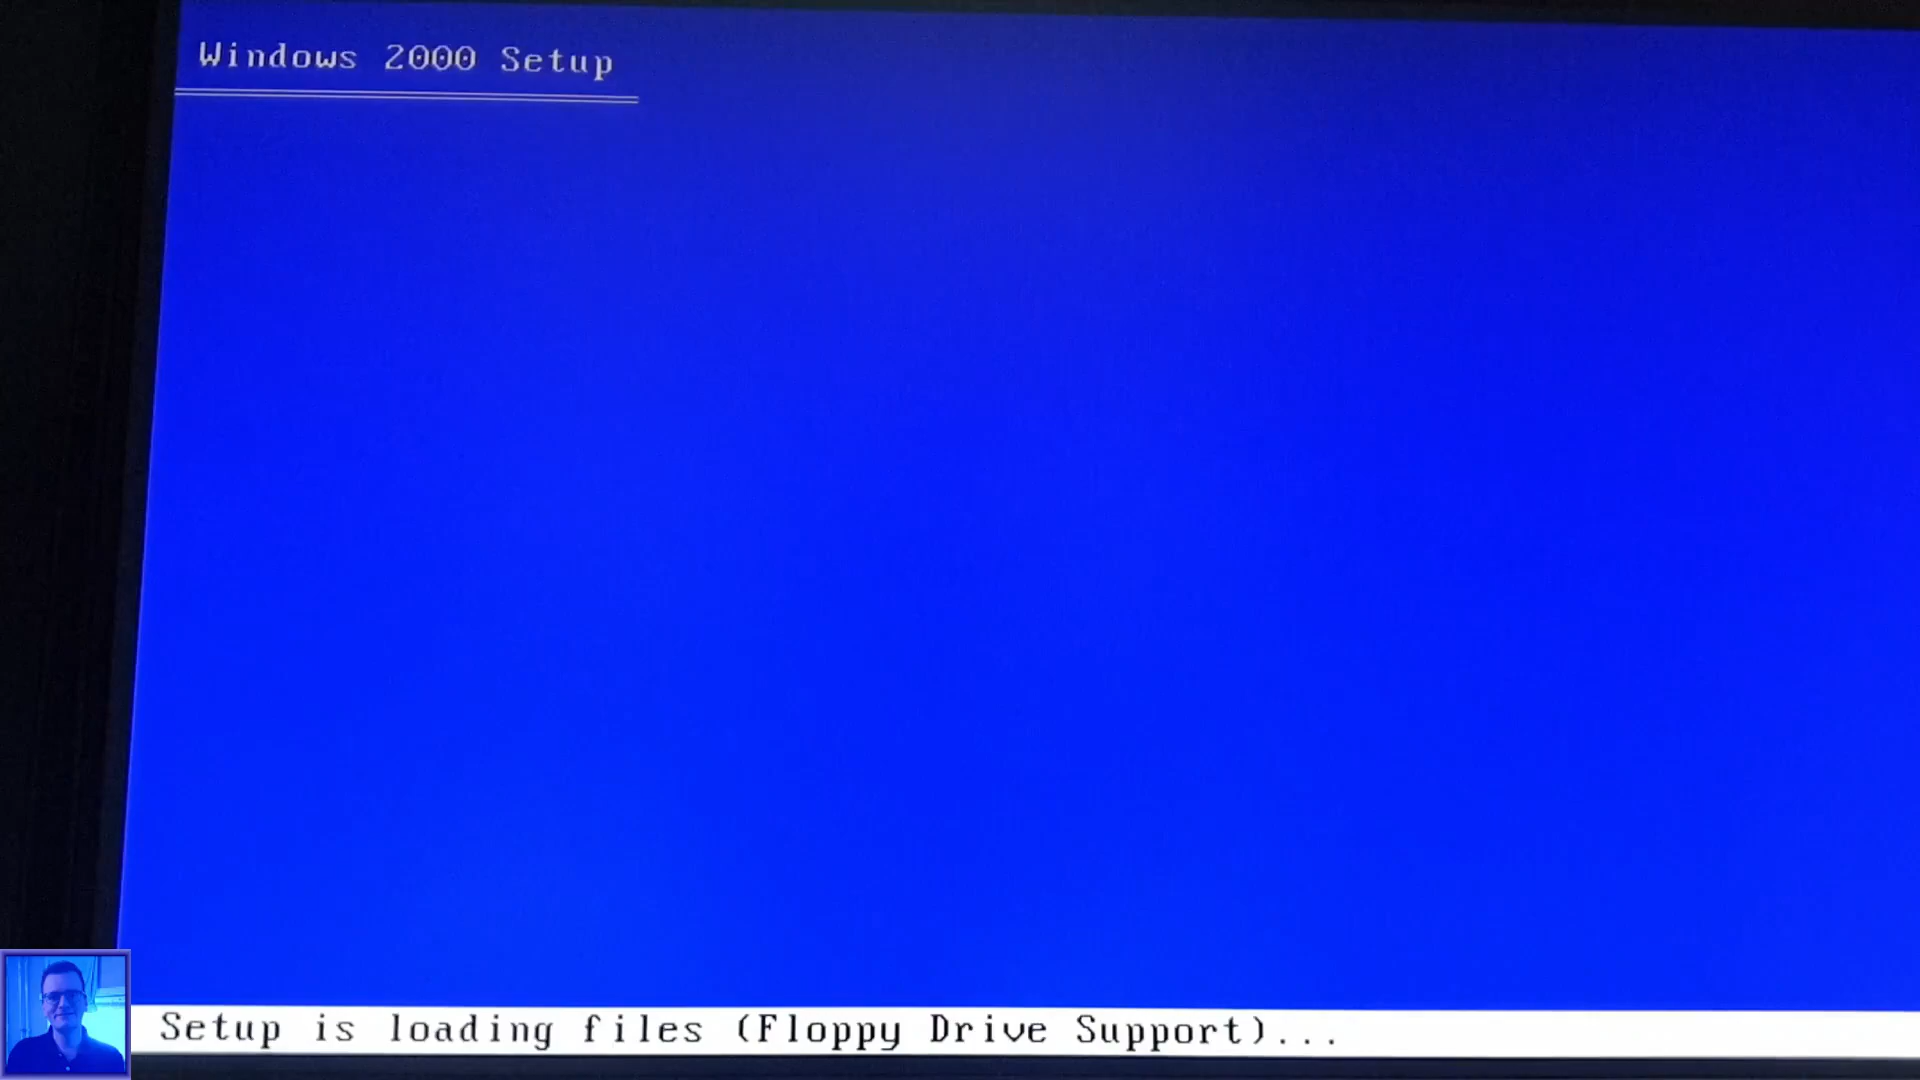 Windows 2000 Setup
Setup is loading files (Floppy Drive Support)...